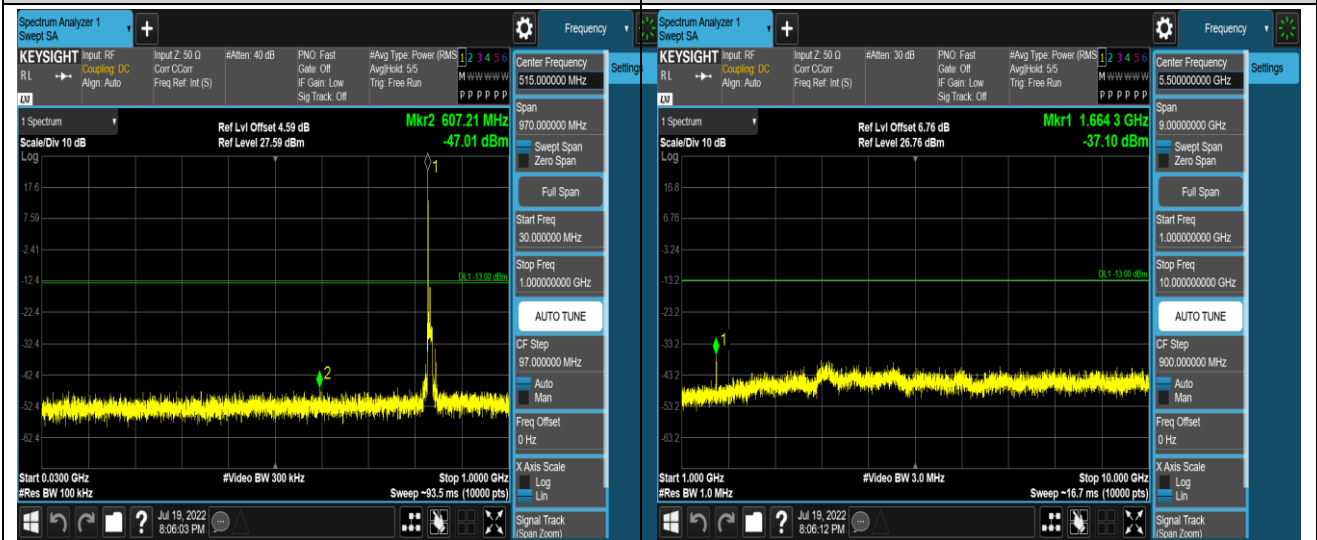 Spectrum Analyzer 1
Swept SA
+
Frequency
KEYSIGHT
RL
LXI
Input: RF
Coupling: DC
Align: Auto
Input Z: 50 Ω
Corr CCorr
Freq Ref: Int (S)
#Atten: 40 dB
PNO: Fast
Gate: Off
IF Gain: Low
Sig Track: Off
#Avg Type: Power (RMS
Avg|Hold: 5/5
Trig: Free Run
1 2 3 4 5 6
M W W W W W
P P P P P P
1 Spectrum
Scale/Div 10 dB
Log
Ref Lvl Offset 4.59 dB
Ref Level 27.59 dBm
Mkr2 607.21 MHz
-47.01 dBm
1
17.6
7.59
-2.41
DL1 -13.00 dBm
-12.4
-22.4
-32.4
-42.4
2
-52.4
-62.4
Start 0.0300 GHz
#Res BW 100 kHz
#Video BW 300 kHz
Stop 1.0000 GHz
Sweep ~93.5 ms (10000 pts)
?
Jul 19, 2022
8:06:03 PM
Center Frequency
515.000000 MHz
Settings
Span
970.000000 MHz
Swept Span
Zero Span
Full Span
Start Freq
30.000000 MHz
Stop Freq
1.000000000 GHz
AUTO TUNE
CF Step
97.000000 MHz
Auto
Man
Freq Offset
0 Hz
X Axis Scale
Log
Lin
Signal Track
(Span Zoom)
Spectrum Analyzer 1
Swept SA
+
Frequency
KEYSIGHT
RL
LXI
Input: RF
Coupling: DC
Align: Auto
Input Z: 50 Ω
Corr CCorr
Freq Ref: Int (S)
#Atten: 30 dB
PNO: Fast
Gate: Off
IF Gain: Low
Sig Track: Off
#Avg Type: Power (RMS
Avg|Hold: 5/5
Trig: Free Run
1 2 3 4 5 6
M W W W W W
P P P P P P
1 Spectrum
Scale/Div 10 dB
Log
Ref Lvl Offset 6.76 dB
Ref Level 26.76 dBm
Mkr1 1.664 3 GHz
-37.10 dBm
16.8
6.76
-3.24
DL1 -13.00 dBm
-13.2
-23.2
-33.2
1
-43.2
-53.2
-63.2
Start 1.000 GHz
#Res BW 1.0 MHz
#Video BW 3.0 MHz
Stop 10.000 GHz
Sweep ~16.7 ms (10000 pts)
?
Jul 19, 2022
8:06:12 PM
Center Frequency
5.500000000 GHz
Settings
Span
9.00000000 GHz
Swept Span
Zero Span
Full Span
Start Freq
1.000000000 GHz
Stop Freq
10.000000000 GHz
AUTO TUNE
CF Step
900.000000 MHz
Auto
Man
Freq Offset
0 Hz
X Axis Scale
Log
Lin
Signal Track
(Span Zoom)